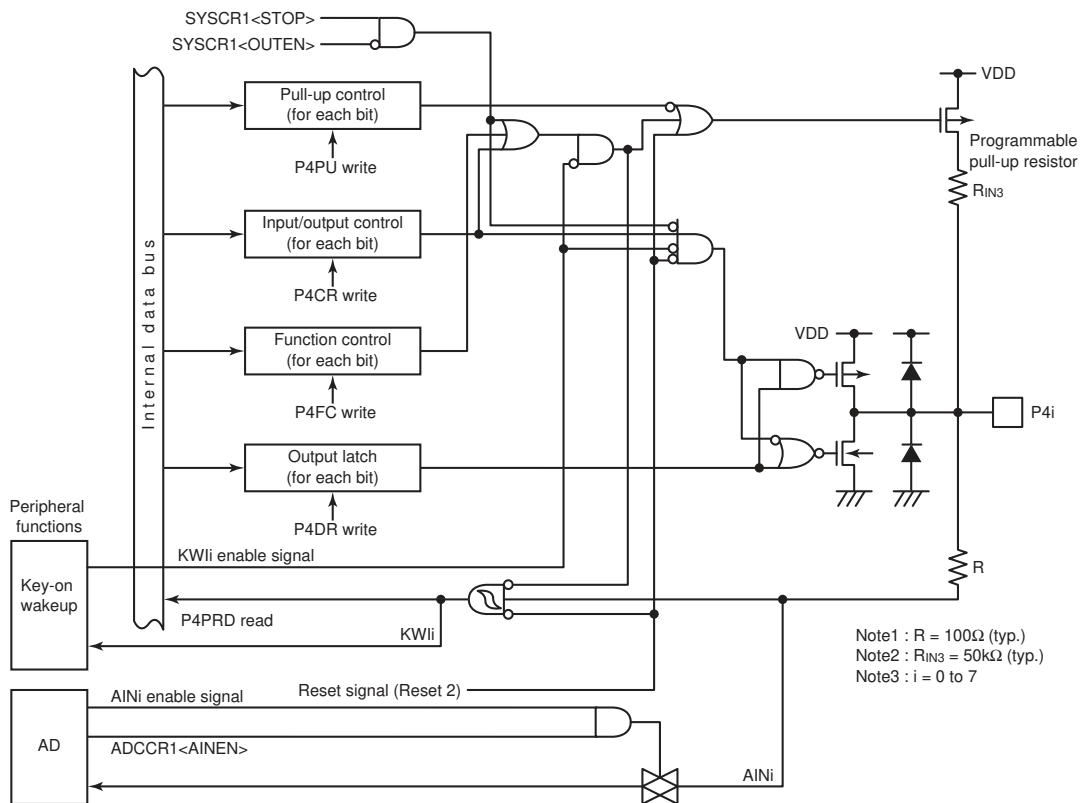 SYSCR1<STOP>
SYSCR1<OUTEN>
Internal data bus
Pull-up control
(for each bit)
P4PU write
Input/output control
(for each bit)
P4CR write
Function control
(for each bit)
P4FC write
Output latch
(for each bit)
P4DR write
VDD
Programmable
pull-up resistor
RIN3
VDD
P4i
R
Peripheral
functions
Key-on
wakeup
KWIi enable signal
P4PRD read
KWIi
Reset signal (Reset 2)
AD
AINi enable signal
ADCCR1<AINEN>
AINi
Note1 : R = 100Ω (typ.)
Note2 : RIN3 = 50kΩ (typ.)
Note3 : i = 0 to 7